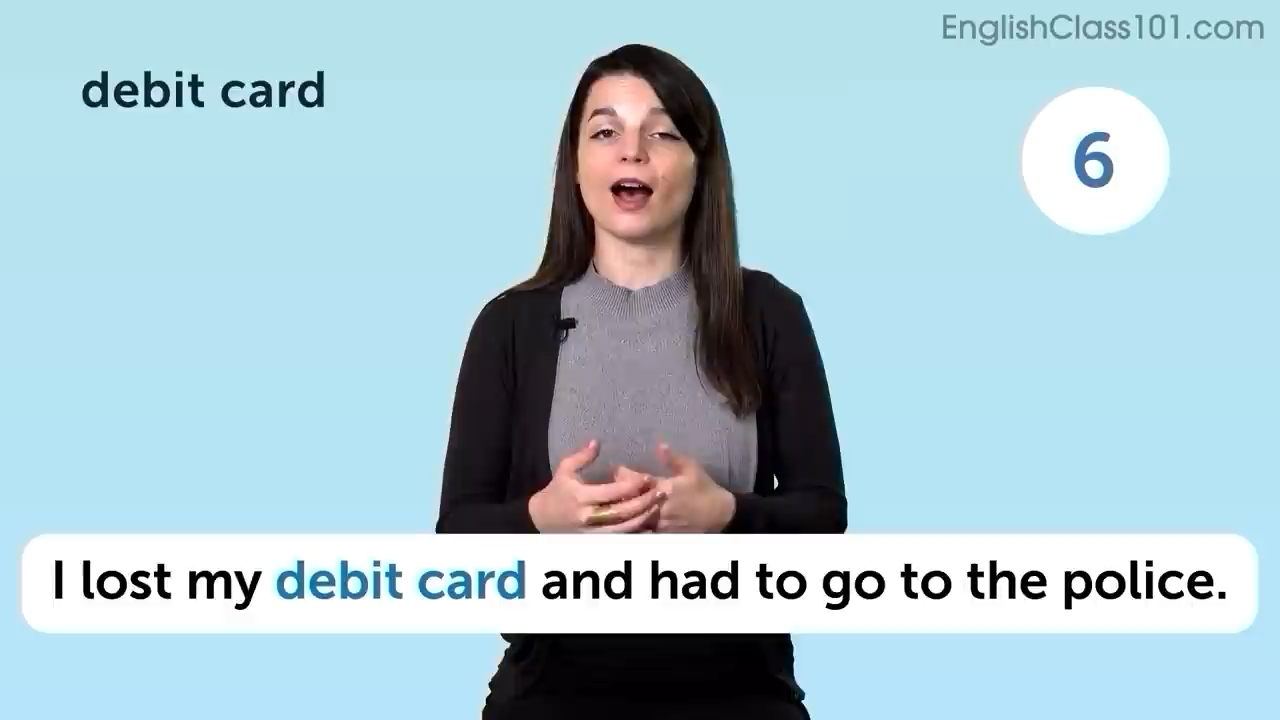 EnglishClass101.com
debit card
6
I lost my debit card and had to go to the police.